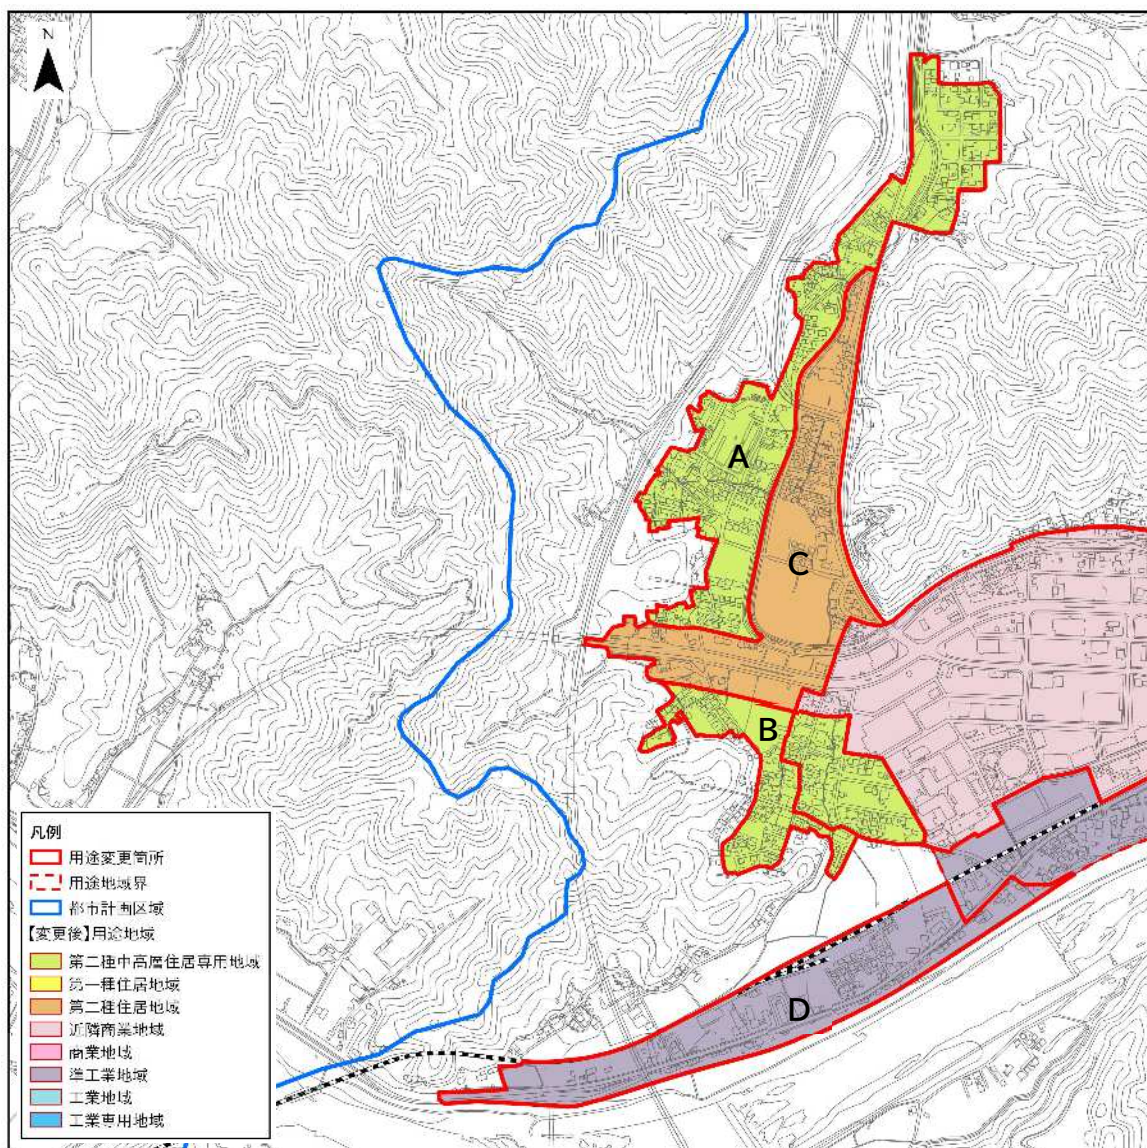 N
A
C
B
D
凡例
用途変更箇所
用途地域界
都市計画区域
【変更後】用途地域
第二種中高層住居専用地域
第一種住居地域
第二種住居地域
近隣商業地域
商業地域
準工業地域
工業地域
工業専用地域